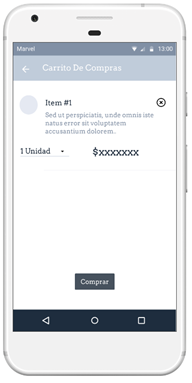 Marvel
13:00
Carrito De Compras
Item #1
Sed ut perspiciatis, unde omnis iste
natus error sit voluptatem
accusantium dolorem..
1 Unidad
$xxxxxxx
Comprar